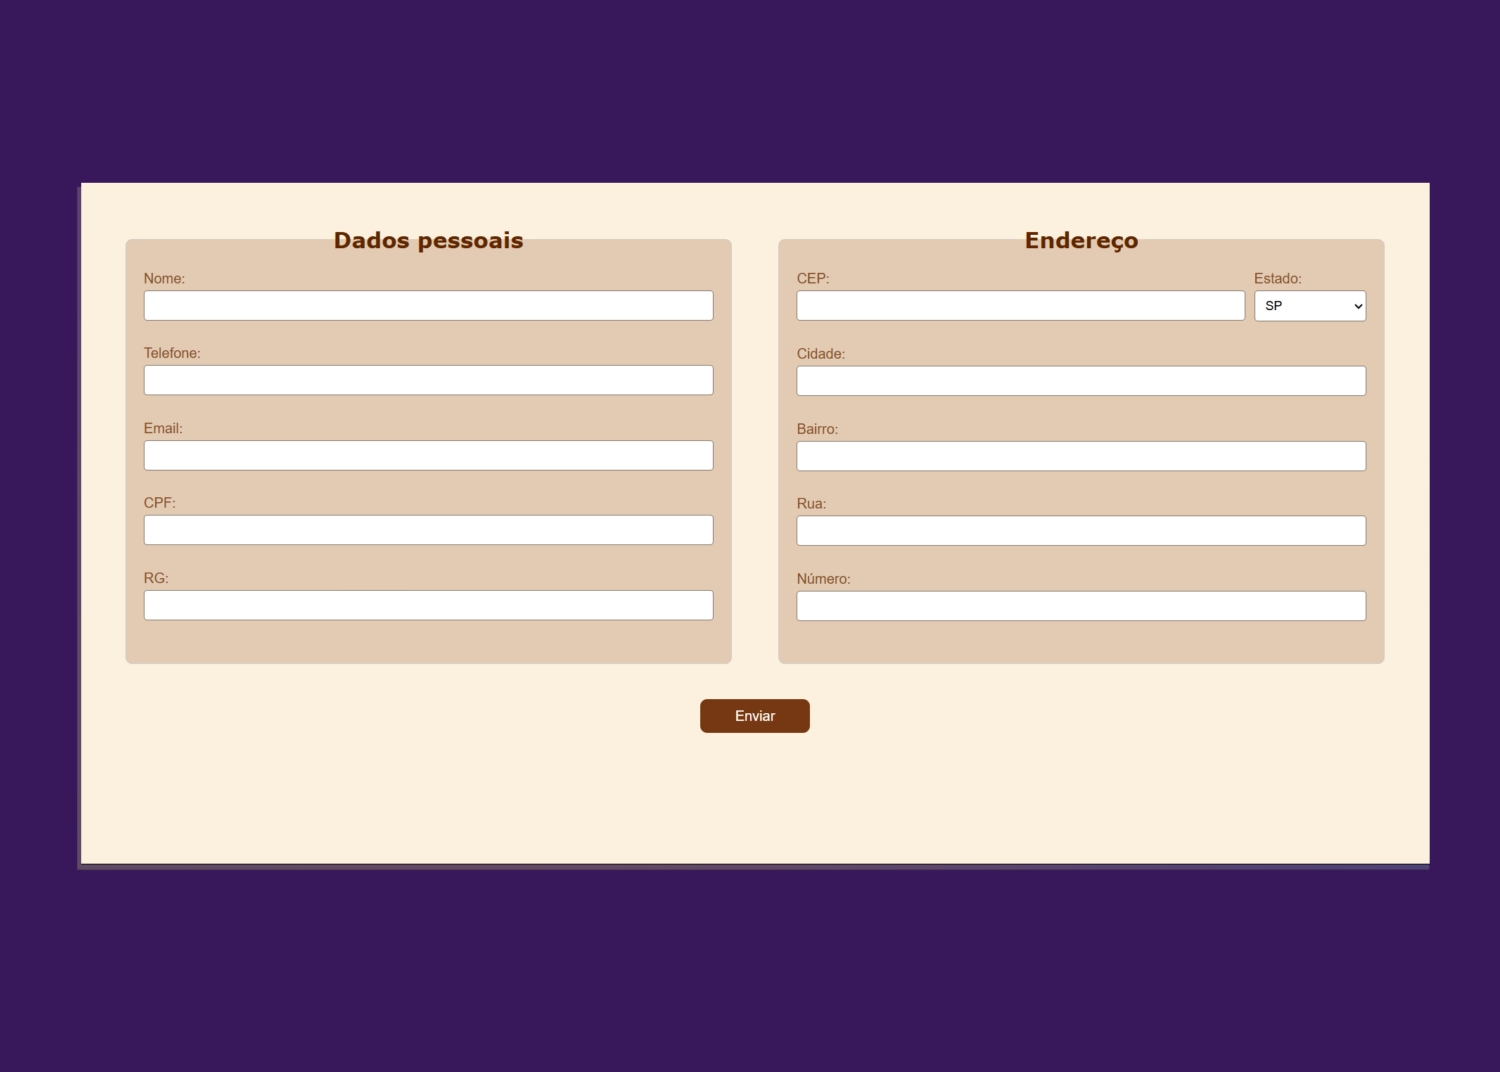 Dados pessoais
Nome:
Telefone:
Email:
CPF:
RG:
Endereço
CEP:
Estado:
SP
Cidade:
Bairro:
Rua:
Número:
Enviar